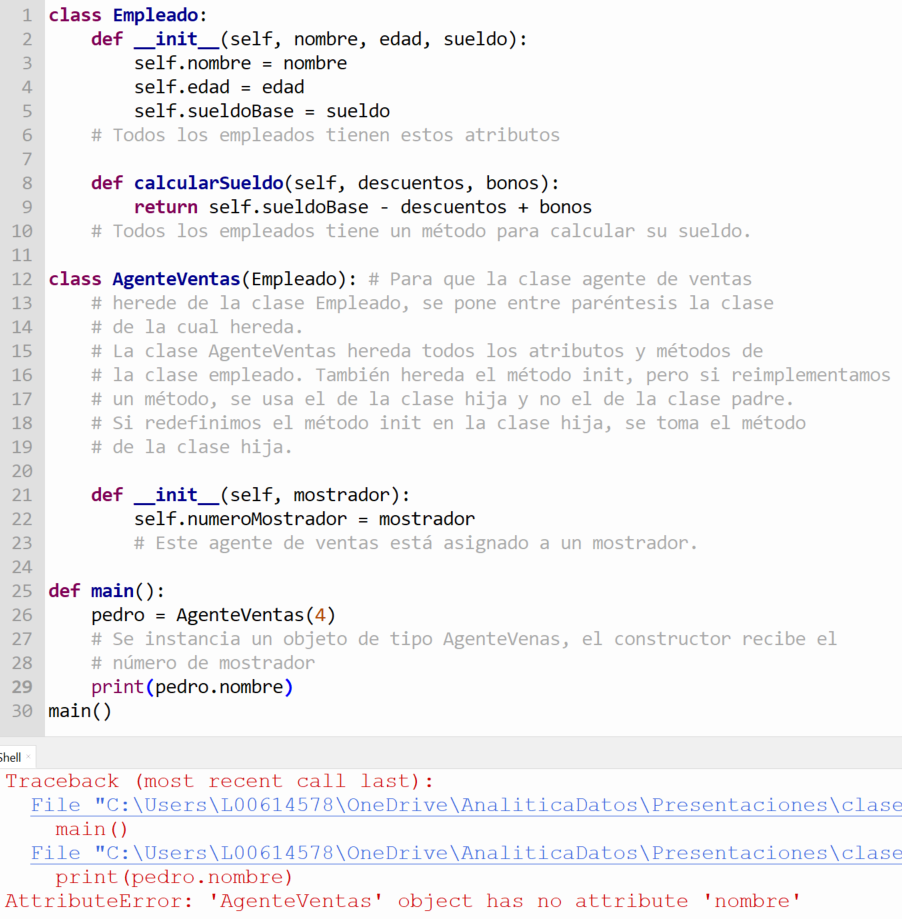 1 class Empleado:
2     def __init__(self, nombre, edad, sueldo):
3         self.nombre = nombre
4         self.edad = edad
5         self.sueldoBase = sueldo
6     # Todos los empleados tienen estos atributos
7
8     def calcularSueldo(self, descuentos, bonos):
9         return self.sueldoBase - descuentos + bonos
10     # Todos los empleados tiene un método para calcular su sueldo.
11
12 class AgenteVentas(Empleado): # Para que la clase agente de ventas
13     # herede de la clase Empleado, se pone entre paréntesis la clase
14     # de la cual hereda.
15     # La clase AgenteVentas hereda todos los atributos y métodos de
16     # la clase empleado. También hereda el método init, pero si reimplementamos
17     # un método, se usa el de la clase hija y no el de la clase padre.
18     # Si redefinimos el método init en la clase hija, se toma el método
19     # de la clase hija.
20
21     def __init__(self, mostrador):
22         self.numeroMostrador = mostrador
23         # Este agente de ventas está asignado a un mostrador.
24
25 def main():
26     pedro = AgenteVentas(4)
27     # Se instancia un objeto de tipo AgenteVenas, el constructor recibe el
28     # número de mostrador
29     print(pedro.nombre)
30 main()
Shell ×
Traceback (most recent call last):
  File "C:\Users\L00614578\OneDrive\AnaliticaDatos\Presentaciones\clase
    main()
  File "C:\Users\L00614578\OneDrive\AnaliticaDatos\Presentaciones\clase
    print(pedro.nombre)
AttributeError: 'AgenteVentas' object has no attribute 'nombre'